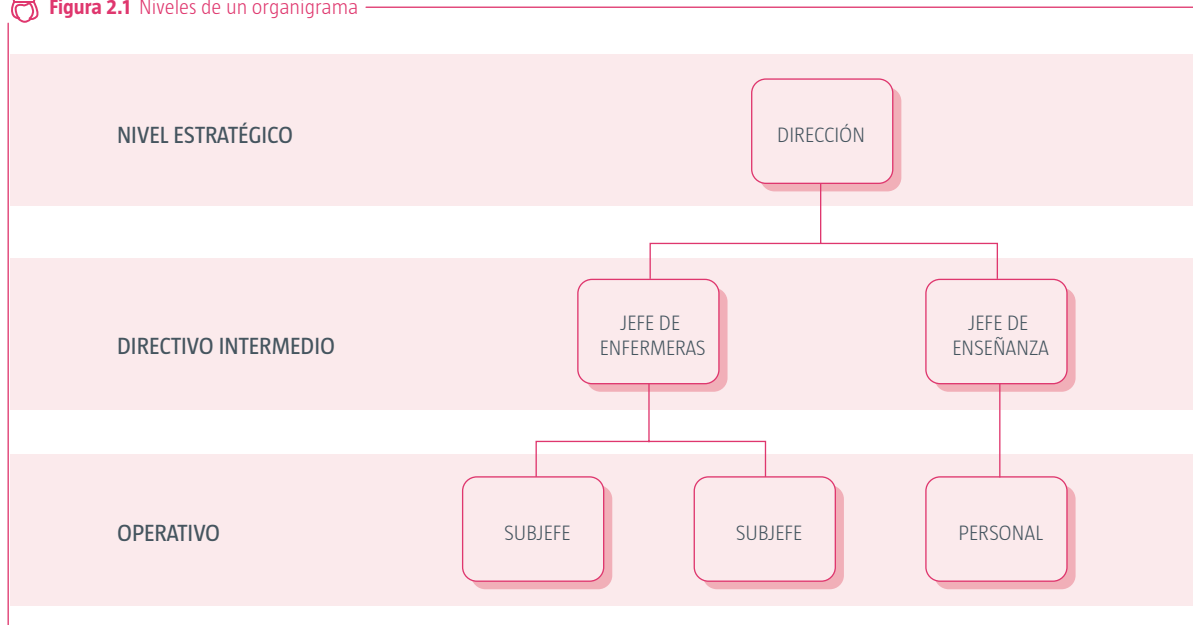 Figura 2.1 Niveles de un organigrama
NIVEL ESTRATÉGICO
DIRECCIÓN
DIRECTIVO INTERMEDIO
JEFE DE
ENFERMERAS
JEFE DE
ENSEÑANZA
OPERATIVO
SUBJEFE
SUBJEFE
PERSONAL